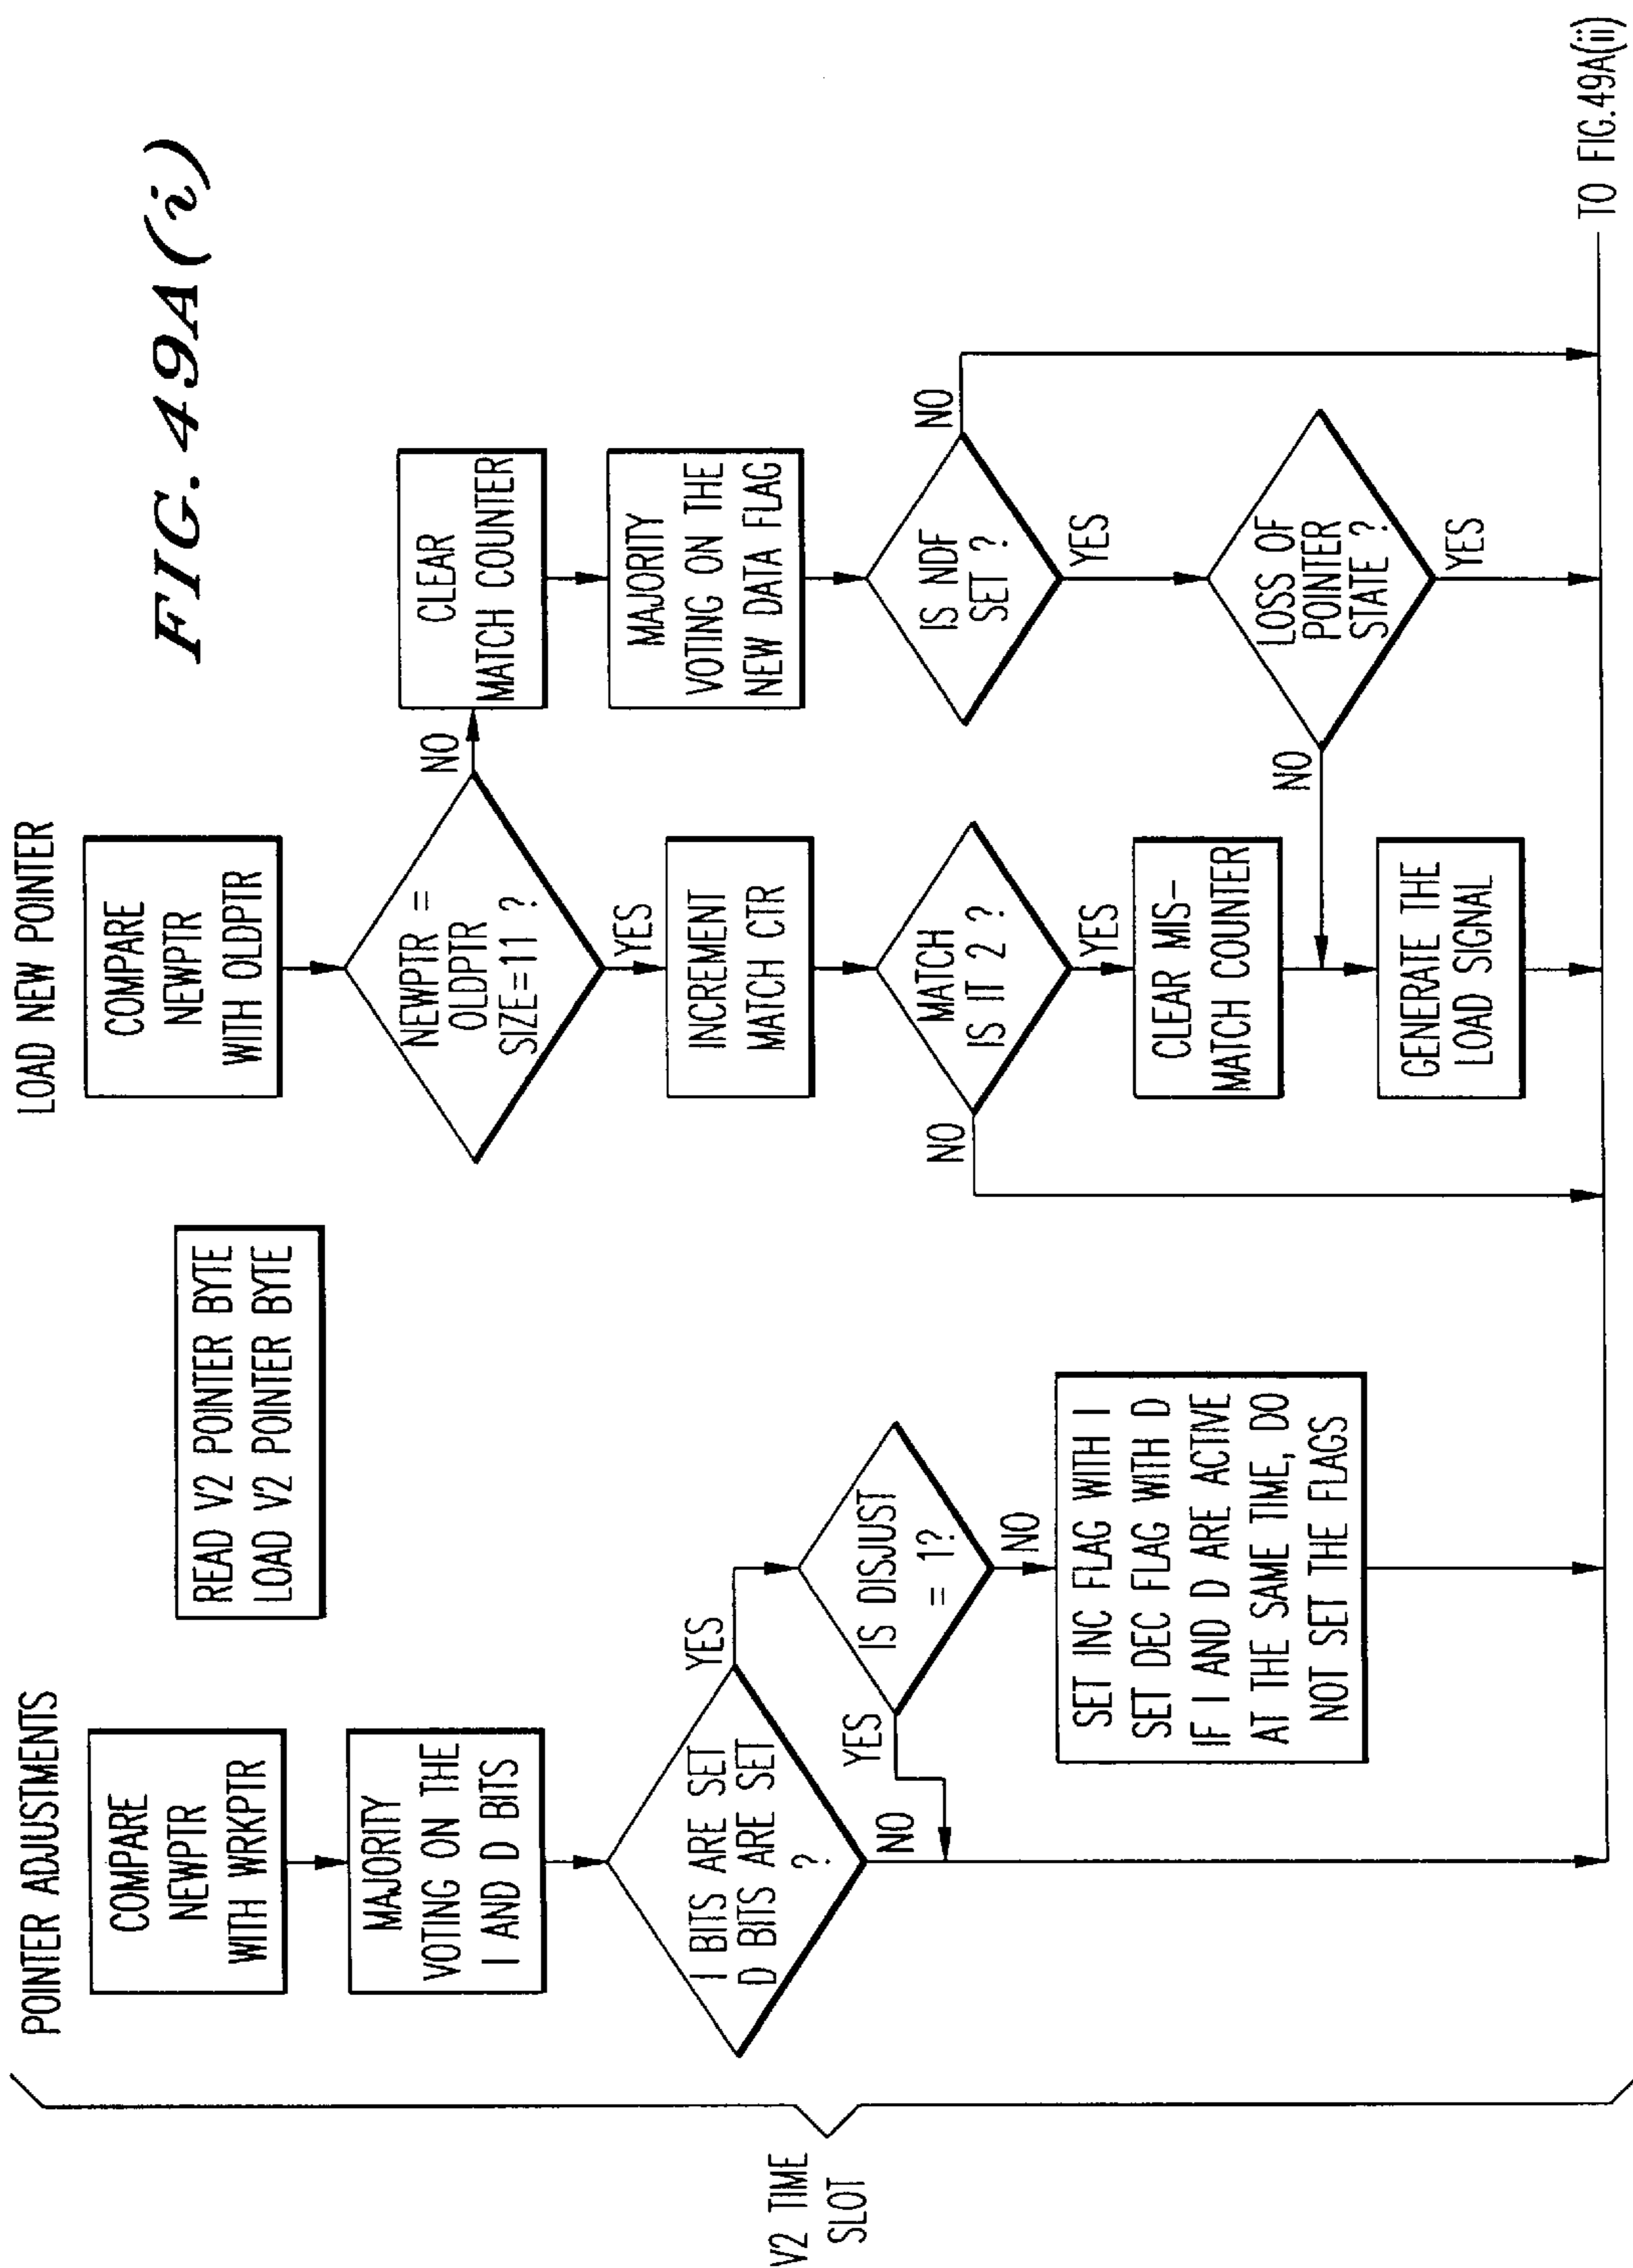 FIG. 49A(i)
V2 TIME
SLOT
POINTER ADJUSTMENTS
COMPARE
NEWPTR
WITH WRKPTR
MAJORITY
VOTING ON THE
I AND D BITS
I BITS ARE SET
D BITS ARE SET
?
YES
NO
IS DISJUST
= 1?
YES
NO
SET INC FLAG WITH I
SET DEC FLAG WITH D
IF I AND D ARE ACTIVE
AT THE SAME TIME, DO
NOT SET THE FLAGS
READ V2 POINTER BYTE
LOAD V2 POINTER BYTE
LOAD NEW POINTER
COMPARE
NEWPTR
WITH OLDPTR
NEWPTR =
OLDPTR
SIZE=11 ?
NO
YES
INCREMENT
MATCH CTR
MATCH
IS IT 2 ?
NO
YES
CLEAR MIS-
MATCH COUNTER
GENERATE THE
LOAD SIGNAL
CLEAR
MATCH COUNTER
MAJORITY
VOTING ON THE
NEW DATA FLAG
IS NDF
SET ?
NO
YES
LOSS OF
POINTER
STATE ?
NO
YES
TO FIG.49A(ii)